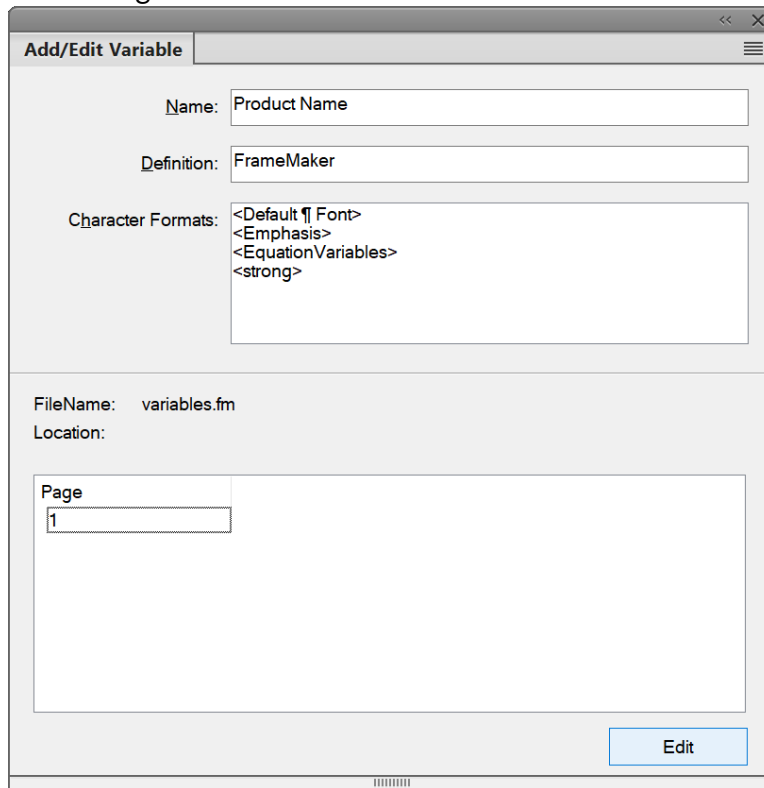 Add/Edit Variable
Name: Product Name
Definition: FrameMaker
Character Formats: <Default ¶ Font>
<Emphasis>
<EquationVariables>
<strong>
FileName: variables.fm
Location:
Page
1
Edit